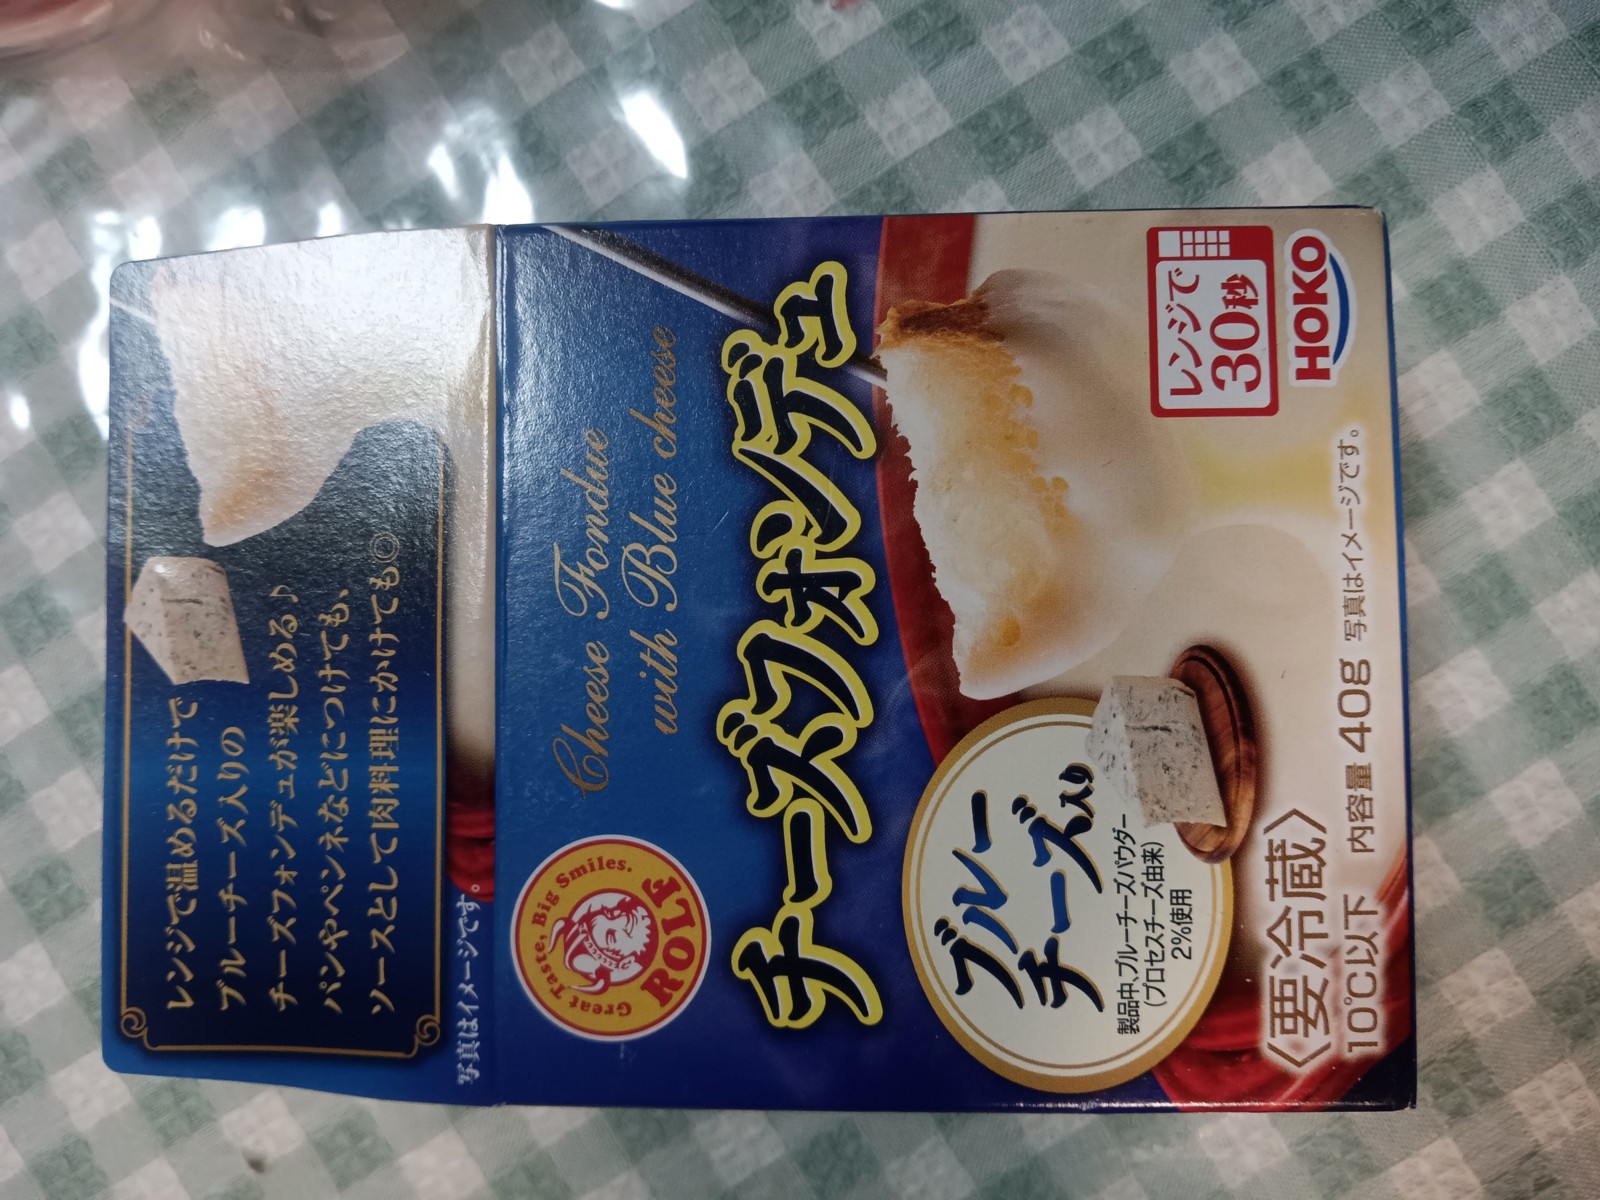 レンジで温めるだけで
ブルーチーズ入りの
チーズフォンデュが楽しめる♪
パンやペンネなどにつけても、
ソースとして肉料理にかけても◎
写真はイメージです。
Great Taste, Big Smiles.
ROLF
Cheese Fondue
with Blue cheese
チーズフォンデュ
ブルー
チーズ入り
製品中、ブルーチーズパウダー
(プロセスチーズ由来)
2%使用
レンジで
30秒
HOKO
〈要冷蔵〉
10℃以下 内容量 40g 写真はイメージです。